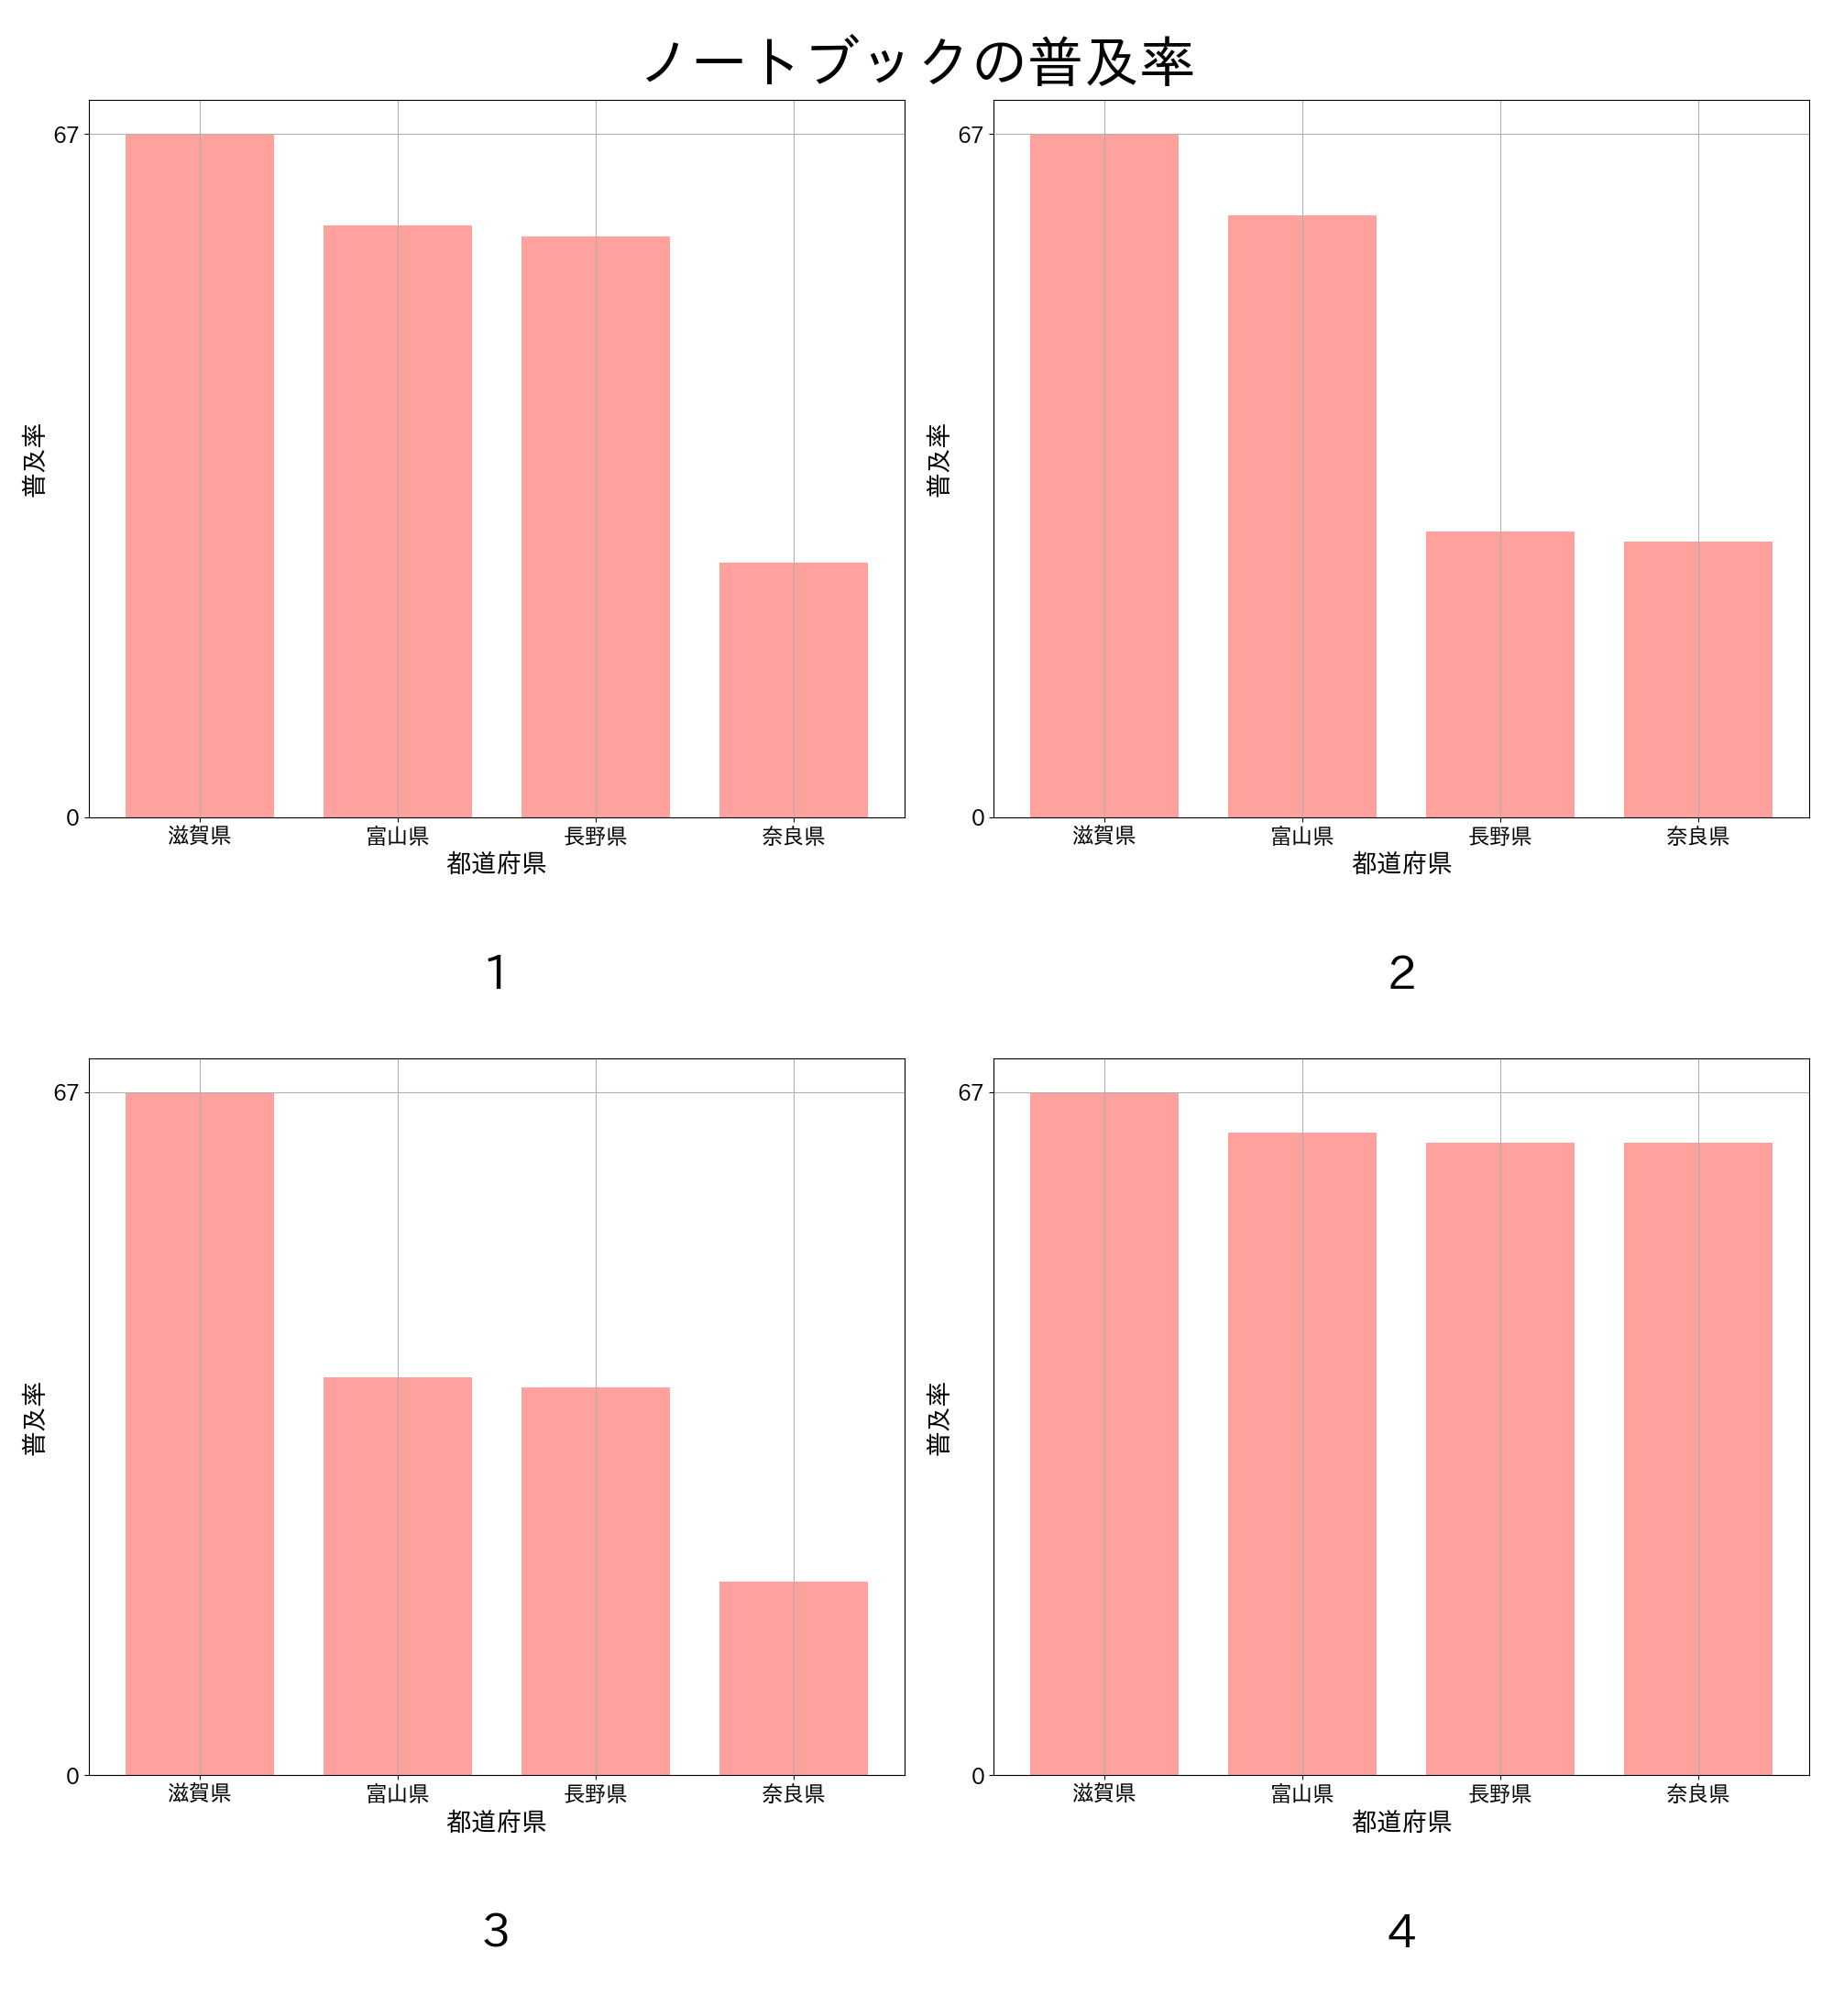 ノートブックの普及率
67
0
普及率
滋賀県 富山県 長野県 奈良県
都道府県
1
67
0
普及率
滋賀県 富山県 長野県 奈良県
都道府県
2
67
0
普及率
滋賀県 富山県 長野県 奈良県
都道府県
3
67
0
普及率
滋賀県 富山県 長野県 奈良県
都道府県
4